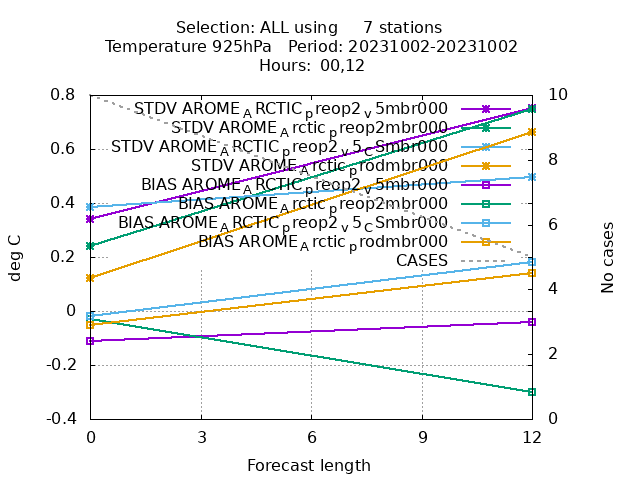 Selection: ALL using     7 stations
Temperature 925hPa   Period: 20231002-20231002
Hours:  00,12
0.8
0.6
0.4
0.2
0
-0.2
-0.4
deg C
STDV AROME_ARCTIC_preop2_v5mbr000
STDV AROME_Arctic_preop2mbr000
STDV AROME_ARCTIC_preop2_v5_CSmbr000
STDV AROME_Arctic_prodmbr000
BIAS AROME_ARCTIC_preop2_v5mbr000
BIAS AROME_Arctic_preop2mbr000
BIAS AROME_ARCTIC_preop2_v5_CSmbr000
BIAS AROME_Arctic_prodmbr000
CASES
10
8
6
4
2
0
No cases
0 3 6 9 12
Forecast length